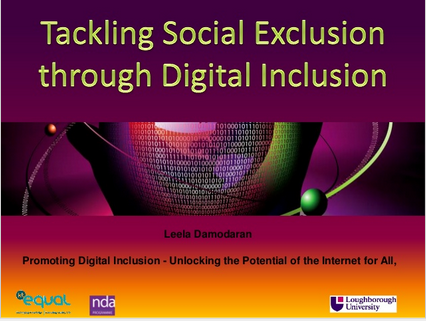 Tackling Social Exclusion
through Digital Inclusion
Leela Damodaran
Promoting Digital Inclusion - Unlocking the Potential of the Internet for All,
equal
nda
PROGRAMME
Loughborough
University